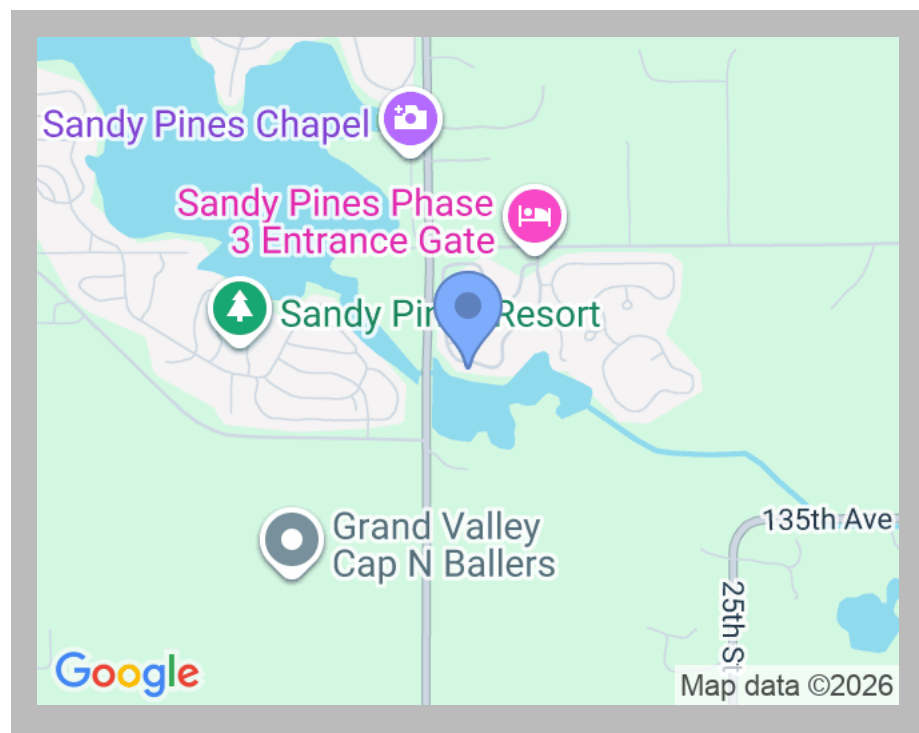 Sandy Pines Chapel
Sandy Pines Phase
3 Entrance Gate
Sandy Pin Resort
Grand Valley
Cap N Ballers
135th Ave
25th St
Google
Map data ©2026